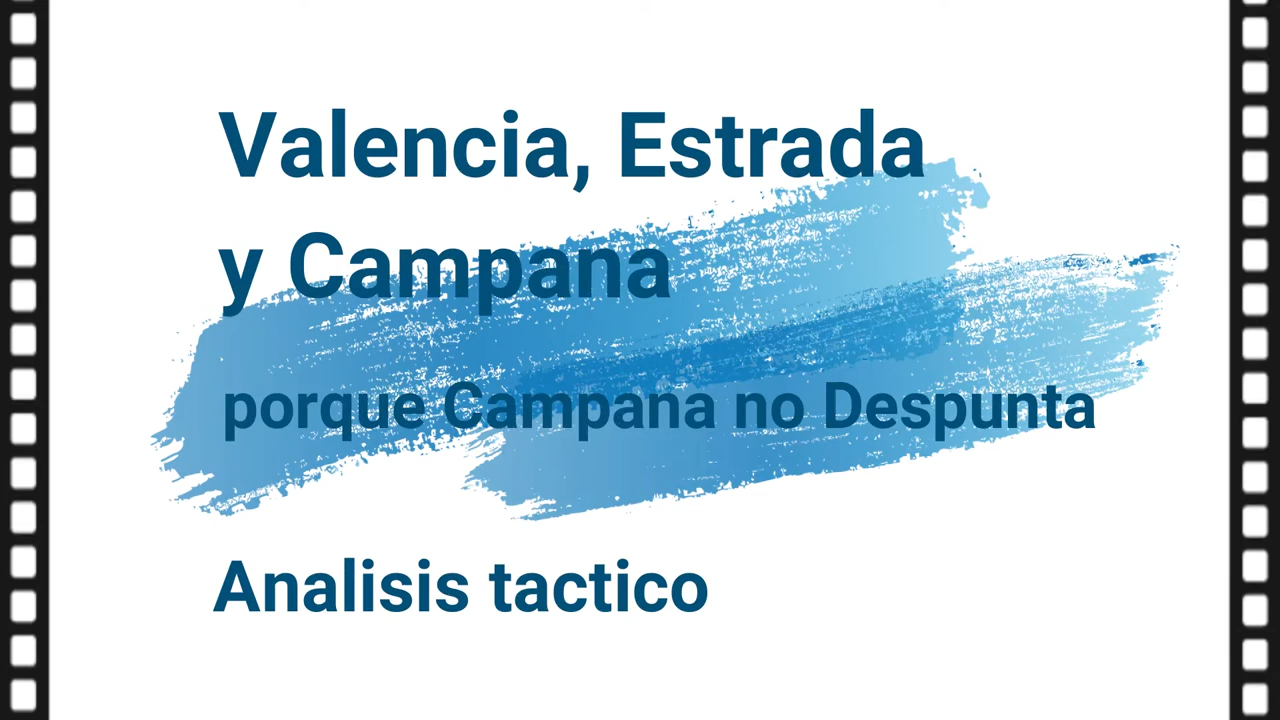 Valencia, Estrada
y Campana
porque Campana no Despunta
Analisis tactico